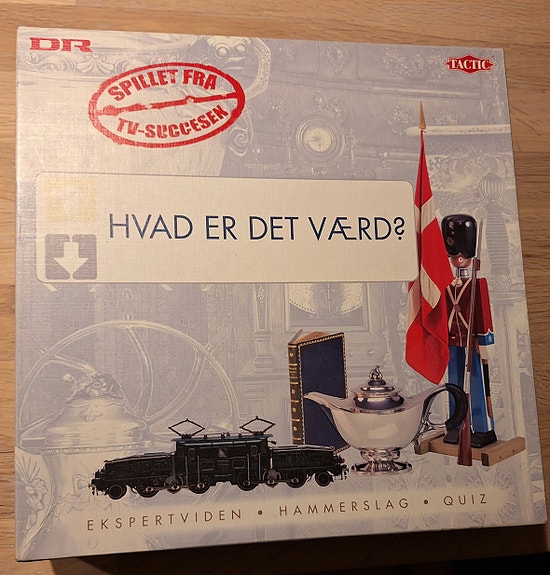 DR
TACTIC
SPILLET FRA
TV-SUCCESEN
HVAD ER DET VÆRD?
EKSPERTVIDEN • HAMMERSLAG • QUIZ